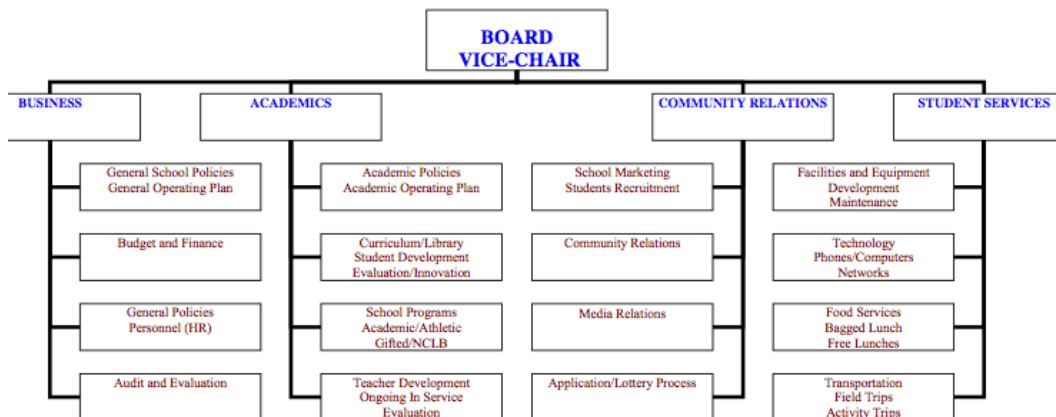 BOARD
VICE-CHAIR
BUSINESS
ACADEMICS
COMMUNITY RELATIONS
STUDENT SERVICES
General School Policies
General Operating Plan
Academic Policies
Academic Operating Plan
School Marketing
Students Recruitment
Facilities and Equipment
Development
Maintenance
Budget and Finance
Curriculum/Library
Student Development
Evaluation/Innovation
Community Relations
Technology
Phones/Computers
Networks
General Policies
Personnel (HR)
School Programs
Academic/Athletic
Gifted/NCLB
Media Relations
Food Services
Bagged Lunch
Free Lunches
Audit and Evaluation
Teacher Development
Ongoing In Service
Evaluation
Application/Lottery Process
Transportation
Field Trips
Activity Trips